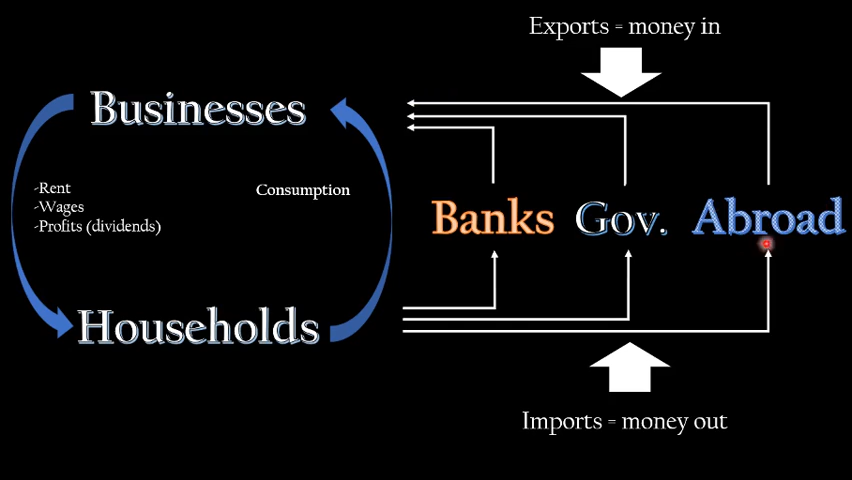 Exports = money in
Businesses
-Rent
-Wages
-Profits (dividends)
Consumption
Banks
Gov.
Abroad
Households
Imports = money out